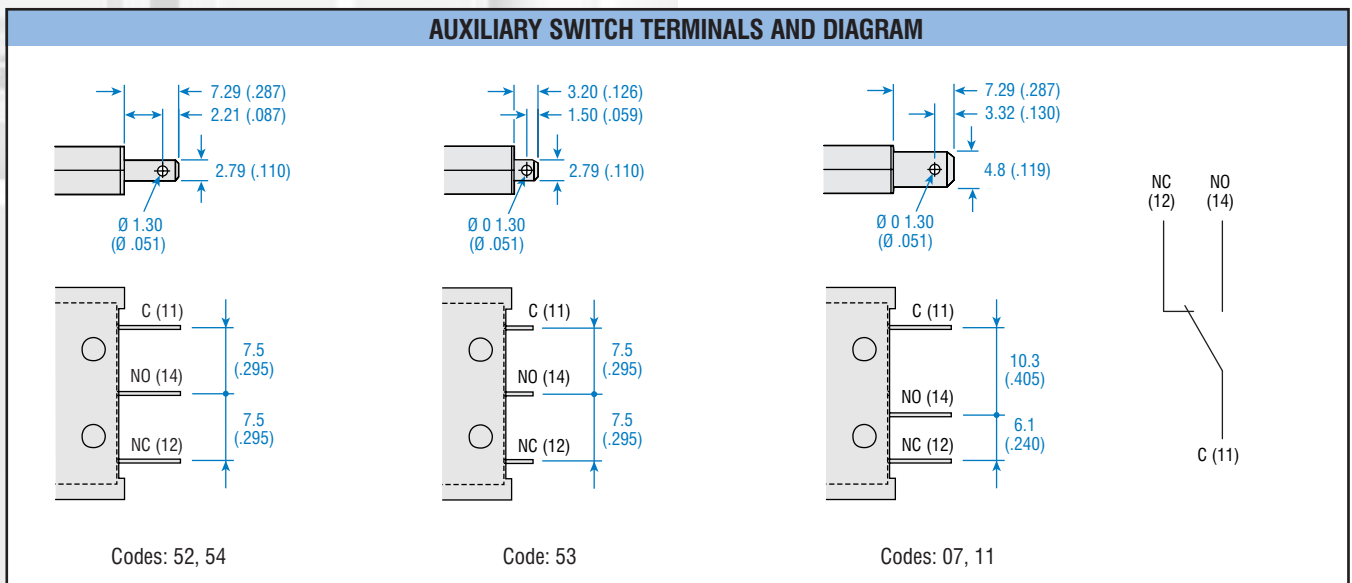 AUXILIARY SWITCH TERMINALS AND DIAGRAM
7.29 (.287)
2.21 (.087)
2.79 (.110)
Ø 1.30
(Ø .051)
C (11)
7.5
(.295)
NO (14)
7.5
(.295)
NC (12)
Codes: 52, 54
3.20 (.126)
1.50 (.059)
2.79 (.110)
Ø 0 1.30
(Ø .051)
C (11)
7.5
(.295)
NO (14)
7.5
(.295)
NC (12)
Code: 53
7.29 (.287)
3.32 (.130)
4.8 (.119)
Ø 0 1.30
(Ø .051)
C (11)
10.3
(.405)
NO (14)
6.1
(.240)
NC (12)
Codes: 07, 11
NC
(12)
NO
(14)
C (11)